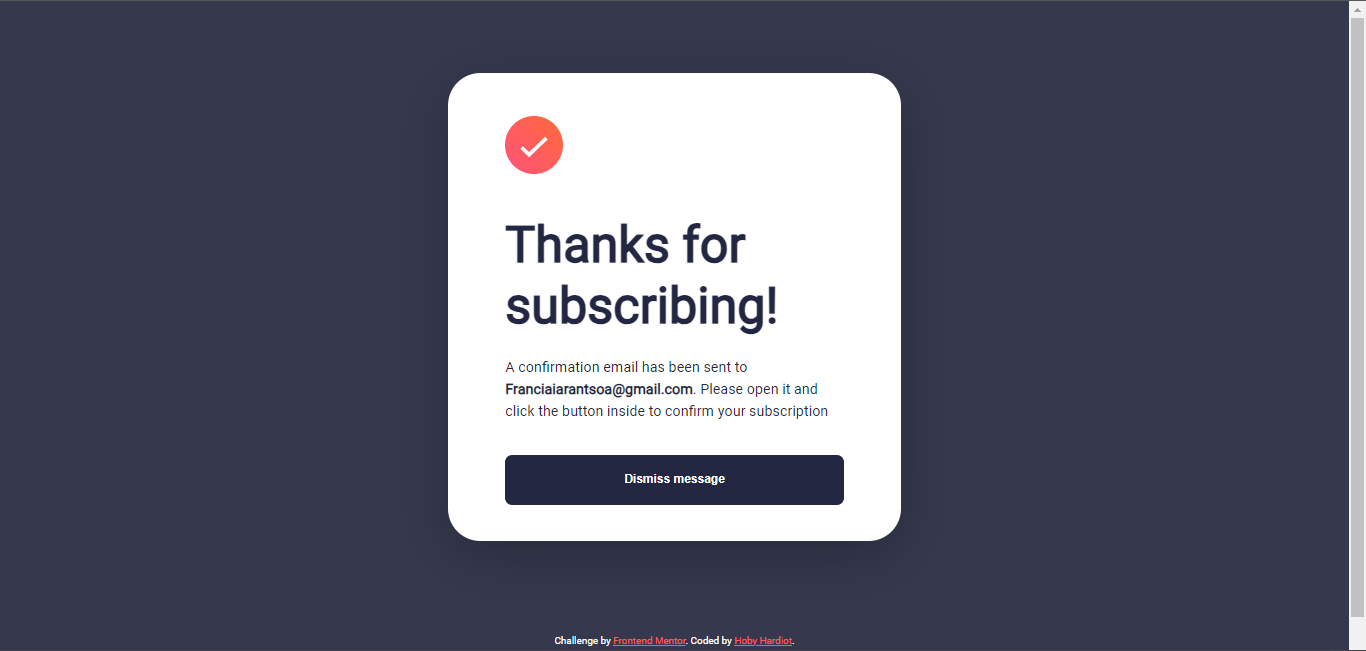 Thanks for
subscribing!
A confirmation email has been sent to
Franciaiarantsoa@gmail.com. Please open it and
click the button inside to confirm your subscription
Dismiss message
Challenge by Frontend Mentor. Coded by Hoby Hardiot.